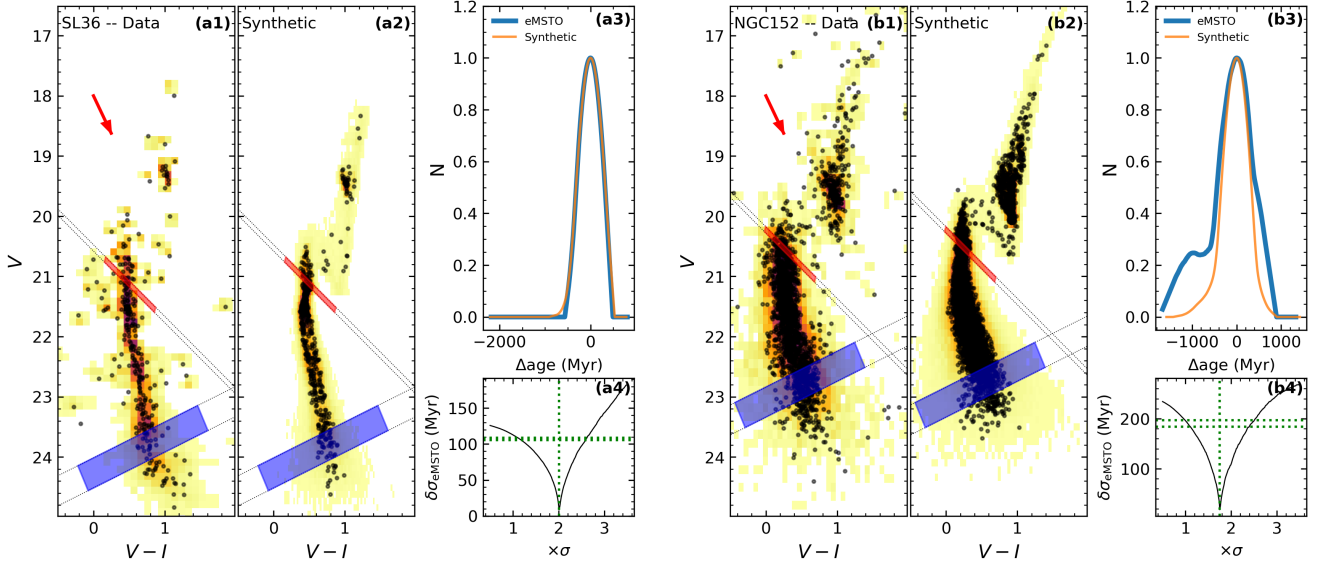 SL36 -- Data (a1)
17
18
19
20
21
22
23
24
V
0
1
V − I
Synthetic (a2)
0
1
V − I
(a3)
eMSTO
Synthetic
1.2
1.0
0.8
0.6
0.4
0.2
0.0
N
−2000
0
Δage (Myr)
(a4)
150
100
50
0
δσeMSTO (Myr)
1
2
3
×σ
NGC152 -- Data (b1)
17
18
19
20
21
22
23
24
V
0
1
V − I
Synthetic (b2)
0
1
V − I
(b3)
eMSTO
Synthetic
1.2
1.0
0.8
0.6
0.4
0.2
0.0
N
−1000
0
1000
Δage (Myr)
(b4)
200
100
δσeMSTO (Myr)
1
2
3
×σ